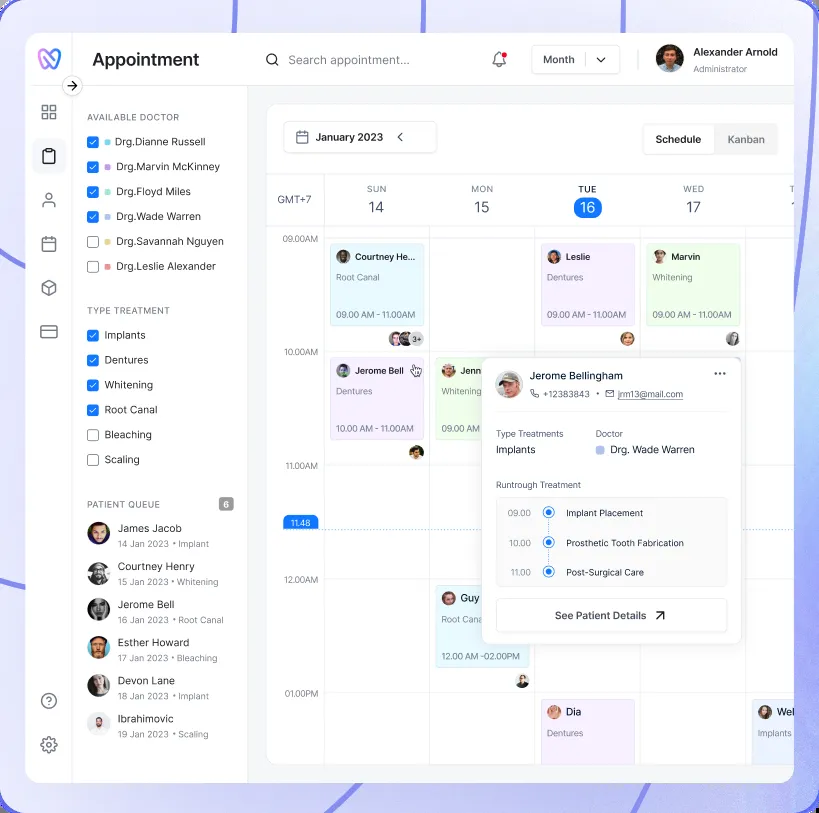 Appointment
Search appointment...
Month
Alexander Arnold
Administrator
AVAILABLE DOCTOR
Drg.Dianne Russell
Drg.Marvin McKinney
Drg.Floyd Miles
Drg.Wade Warren
Drg.Savannah Nguyen
Drg.Leslie Alexander
TYPE TREATMENT
Implants
Dentures
Whitening
Root Canal
Bleaching
Scaling
PATIENT QUEUE 6
James Jacob
14 Jan 2023 • Implant
Courtney Henry
15 Jan 2023 • Whitening
Jerome Bell
16 Jan 2023 • Root Canal
Esther Howard
17 Jan 2023 • Bleaching
Devon Lane
18 Jan 2023 • Implant
Ibrahimovic
19 Jan 2023 • Scaling
January 2023
Schedule Kanban
GMT+7
SUN MON TUE WED T
14 15 16 17
09.00AM
Courtney He...
Root Canal
09.00 AM - 11.00AM
3+
Leslie
Dentures
09.00 AM - 11.00AM
Marvin
Whitening
09.00 AM - 11.00AM
10.00AM
Jerome Bell
Dentures
10.00 AM - 11.00AM
Jenn
Whitening
09.00 AM
11.00AM
11.48
12.00AM
Guy
Root Cana
12.00 AM -02.00PM
01.00PM
Dia
Dentures
Wel
Implants
Jerome Bellingham
+12383843 • jrm13@mail.com
Type Treatments Doctor
Implants Drg. Wade Warren
Runtrough Treatment
09.00 Implant Placement
10.00 Prosthetic Tooth Fabrication
11.00 Post-Surgical Care
See Patient Details